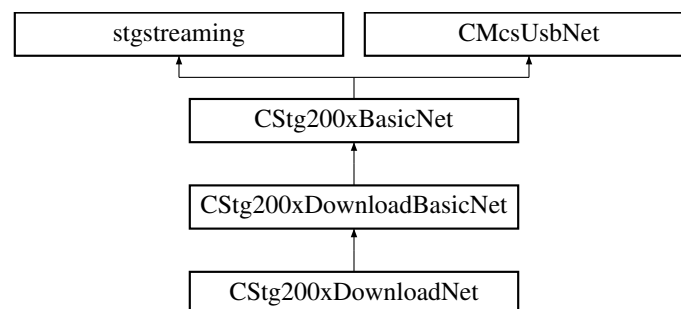 stgstreaming
CMcsUsbNet
CStg200xBasicNet
CStg200xDownloadBasicNet
CStg200xDownloadNet